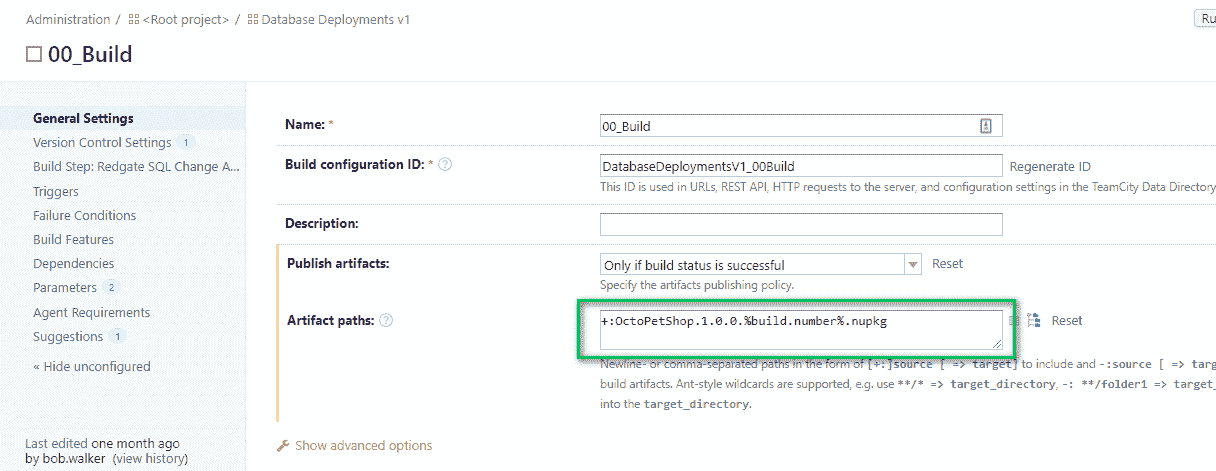 Administration / <Root project> / Database Deployments v1
Ru
00_Build
General Settings
Version Control Settings 1
Build Step: Redgate SQL Change A...
Triggers
Failure Conditions
Build Features
Dependencies
Parameters 2
Agent Requirements
Suggestions 1
« Hide unconfigured
Last edited one month ago
by bob.walker (view history)
Name: * 00_Build
Build configuration ID: * ? DatabaseDeploymentsV1_00Build Regenerate ID
This ID is used in URLs, REST API, HTTP requests to the server, and configuration settings in the TeamCity Data Directory
Description:
Publish artifacts: Only if build status is successful Reset
Specify the artifacts publishing policy.
Artifact paths: ? +:OctoPetShop.1.0.0.%build.number%.nupkg Reset
Newline- or comma-separated paths in the form of [+:]source [ => target] to include and -:source [ => targ
build artifacts. Ant-style wildcards are supported, e.g. use **/* => target_directory, -: **/folder1 => target_
into the target_directory.
Show advanced options